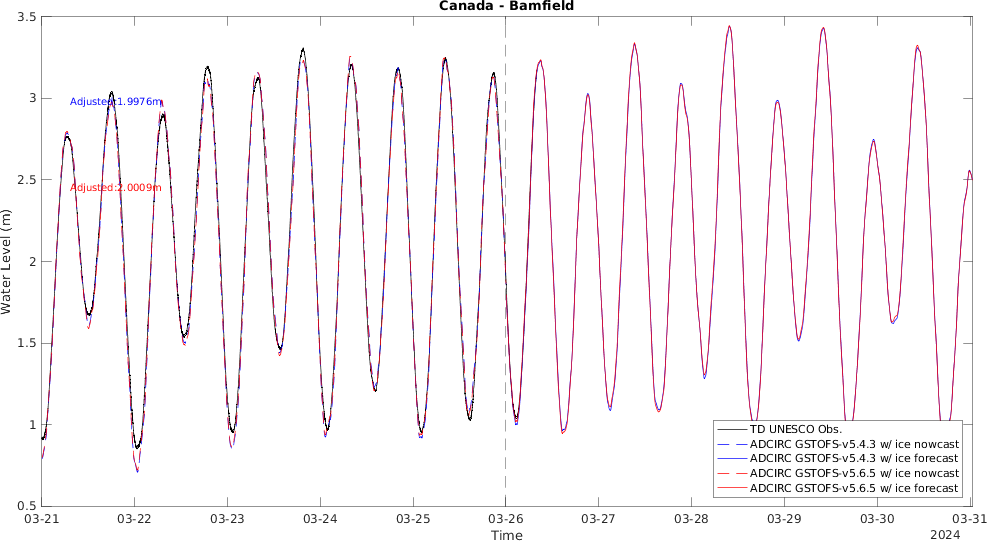 Canada - Bamfield
3.5
3
2.5
2
1.5
1
0.5
Water Level (m)
Adjusted:1.9976m
Adjusted:2.0009m
TD UNESCO Obs.
ADCIRC GSTOFS-v5.4.3 w/ ice nowcast
ADCIRC GSTOFS-v5.4.3 w/ ice forecast
ADCIRC GSTOFS-v5.6.5 w/ ice nowcast
ADCIRC GSTOFS-v5.6.5 w/ ice forecast
03-21 03-22 03-23 03-24 03-25 03-26 03-27 03-28 03-29 03-30 03-31
Time
2024